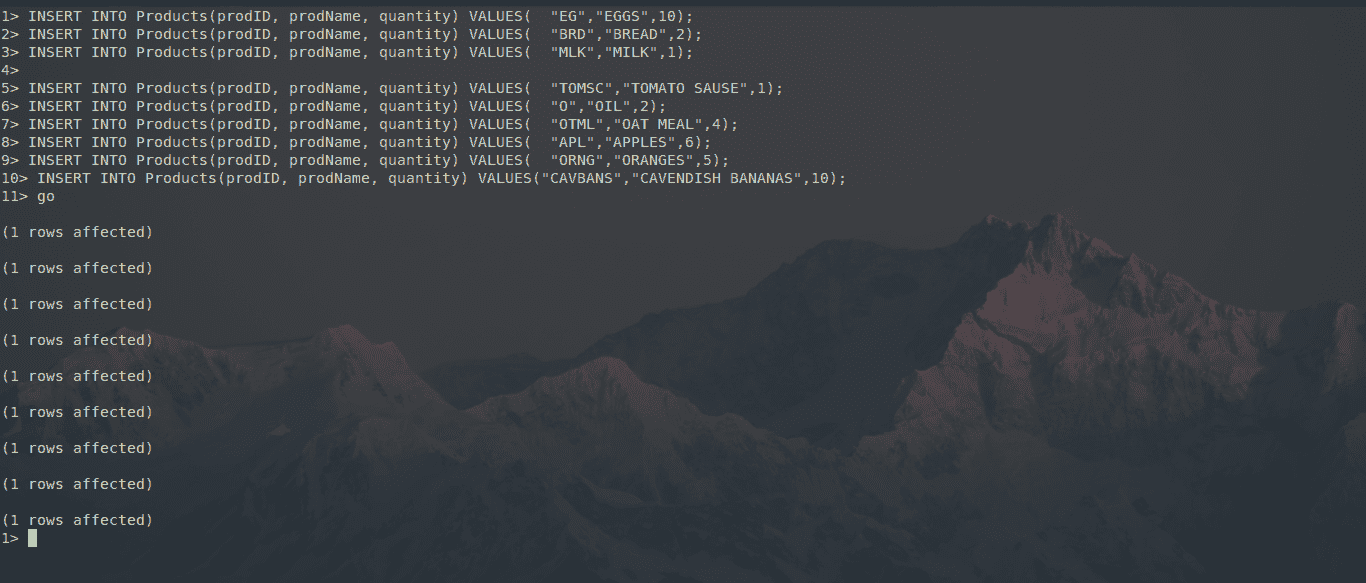 1> INSERT INTO Products(prodID, prodName, quantity) VALUES(  "EG","EGGS",10);
2> INSERT INTO Products(prodID, prodName, quantity) VALUES(  "BRD","BREAD",2);
3> INSERT INTO Products(prodID, prodName, quantity) VALUES(  "MLK","MILK",1);
4>
5> INSERT INTO Products(prodID, prodName, quantity) VALUES(  "TOMSC","TOMATO SAUSE",1);
6> INSERT INTO Products(prodID, prodName, quantity) VALUES(  "O","OIL",2);
7> INSERT INTO Products(prodID, prodName, quantity) VALUES(  "OTML","OAT MEAL",4);
8> INSERT INTO Products(prodID, prodName, quantity) VALUES(  "APL","APPLES",6);
9> INSERT INTO Products(prodID, prodName, quantity) VALUES(  "ORNG","ORANGES",5);
10> INSERT INTO Products(prodID, prodName, quantity) VALUES("CAVBANS","CAVENDISH BANANAS",10);
11> go
(1 rows affected)
(1 rows affected)
(1 rows affected)
(1 rows affected)
(1 rows affected)
(1 rows affected)
(1 rows affected)
(1 rows affected)
(1 rows affected)
1>